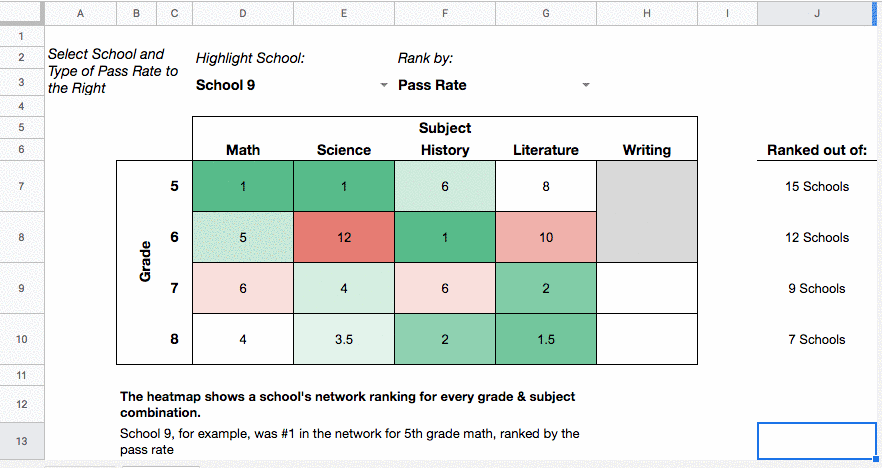 A B C D E F G H I J
1
2 Select School and Highlight School: Rank by:
Type of Pass Rate to
3 the Right School 9 Pass Rate
4
5 Subject
6 Math Science History Literature Writing Ranked out of:
7 5 1 1 6 8 15 Schools
8 6 5 12 1 10 12 Schools
Grade
9 7 6 4 6 2 9 Schools
10 8 4 3.5 2 1.5 7 Schools
11
12 The heatmap shows a school's network ranking for every grade & subject
combination.
13 School 9, for example, was #1 in the network for 5th grade math, ranked by the
pass rate